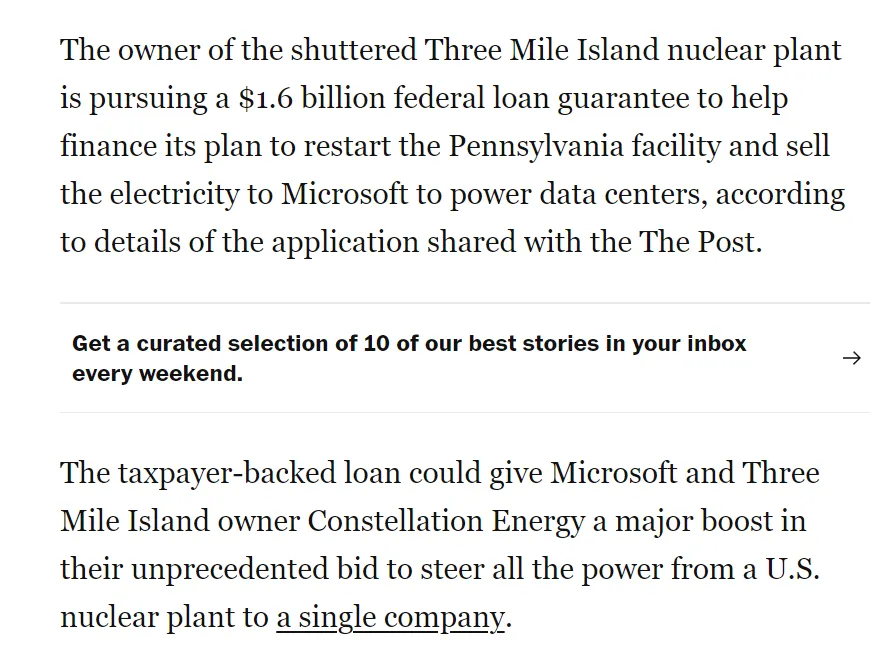 The owner of the shuttered Three Mile Island nuclear plant
is pursuing a $1.6 billion federal loan guarantee to help
finance its plan to restart the Pennsylvania facility and sell
the electricity to Microsoft to power data centers, according
to details of the application shared with the The Post.
Get a curated selection of 10 of our best stories in your inbox
every weekend.
The taxpayer-backed loan could give Microsoft and Three
Mile Island owner Constellation Energy a major boost in
their unprecedented bid to steer all the power from a U.S.
nuclear plant to a single company.